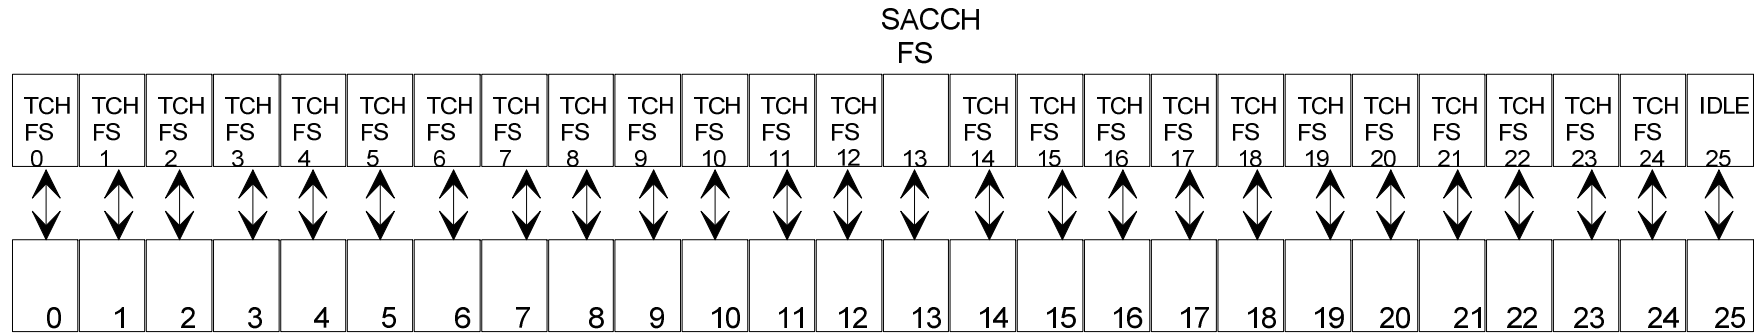 SACCH
FS
TCH TCH TCH TCH TCH TCH TCH TCH TCH TCH TCH TCH TCH TCH TCH TCH TCH TCH TCH TCH TCH TCH TCH TCH IDLE
FS FS FS FS FS FS FS FS FS FS FS FS FS FS FS FS FS FS FS FS FS FS FS FS
0 1 2 3 4 5 6 7 8 9 10 11 12 13 14 15 16 17 18 19 20 21 22 23 24 25
0 1 2 3 4 5 6 7 8 9 10 11 12 13 14 15 16 17 18 19 20 21 22 23 24 25